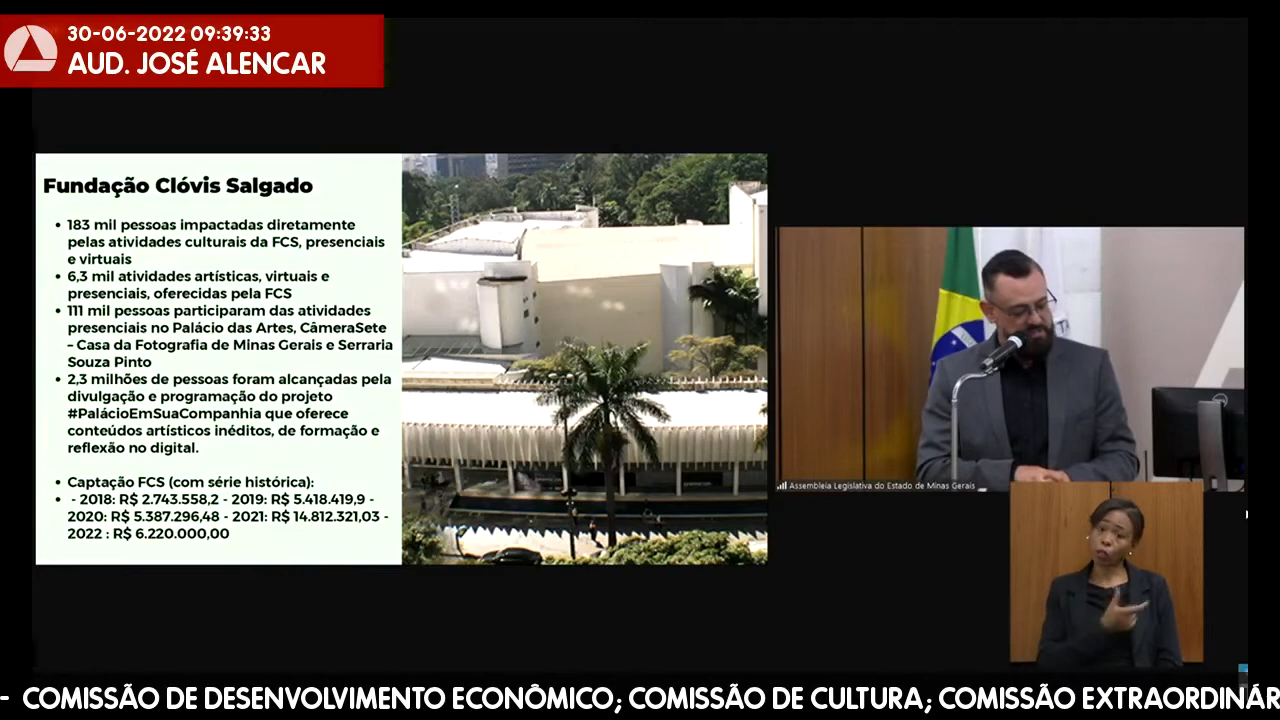 30-06-2022 09:39:33
AUD. JOSÉ ALENCAR
Fundação Clóvis Salgado
• 183 mil pessoas impactadas diretamente
pelas atividades culturais da FCS, presenciais
e virtuais
• 6,3 mil atividades artísticas, virtuais e
presenciais, oferecidas pela FCS
• 111 mil pessoas participaram das atividades
presenciais no Palácio das Artes, CâmeraSete
– Casa da Fotografia de Minas Gerais e Serraria
Souza Pinto
• 2,3 milhões de pessoas foram alcançadas pela
divulgação e programação do projeto
#PalácioEmSuaCompanhia que oferece
conteúdos artísticos inéditos, de formação e
reflexão no digital.
• Captação FCS (com série histórica):
• - 2018: R$ 2.743.558,2 - 2019: R$ 5.418.419,9 -
2020: R$ 5.387.296,48 - 2021: R$ 14.812.321,03 -
2022 : R$ 6.220.000,00
Assembleia Legislativa do Estado de Minas Gerais
- COMISSÃO DE DESENVOLVIMENTO ECONÔMICO; COMISSÃO DE CULTURA; COMISSÃO EXTRAORDINÁR